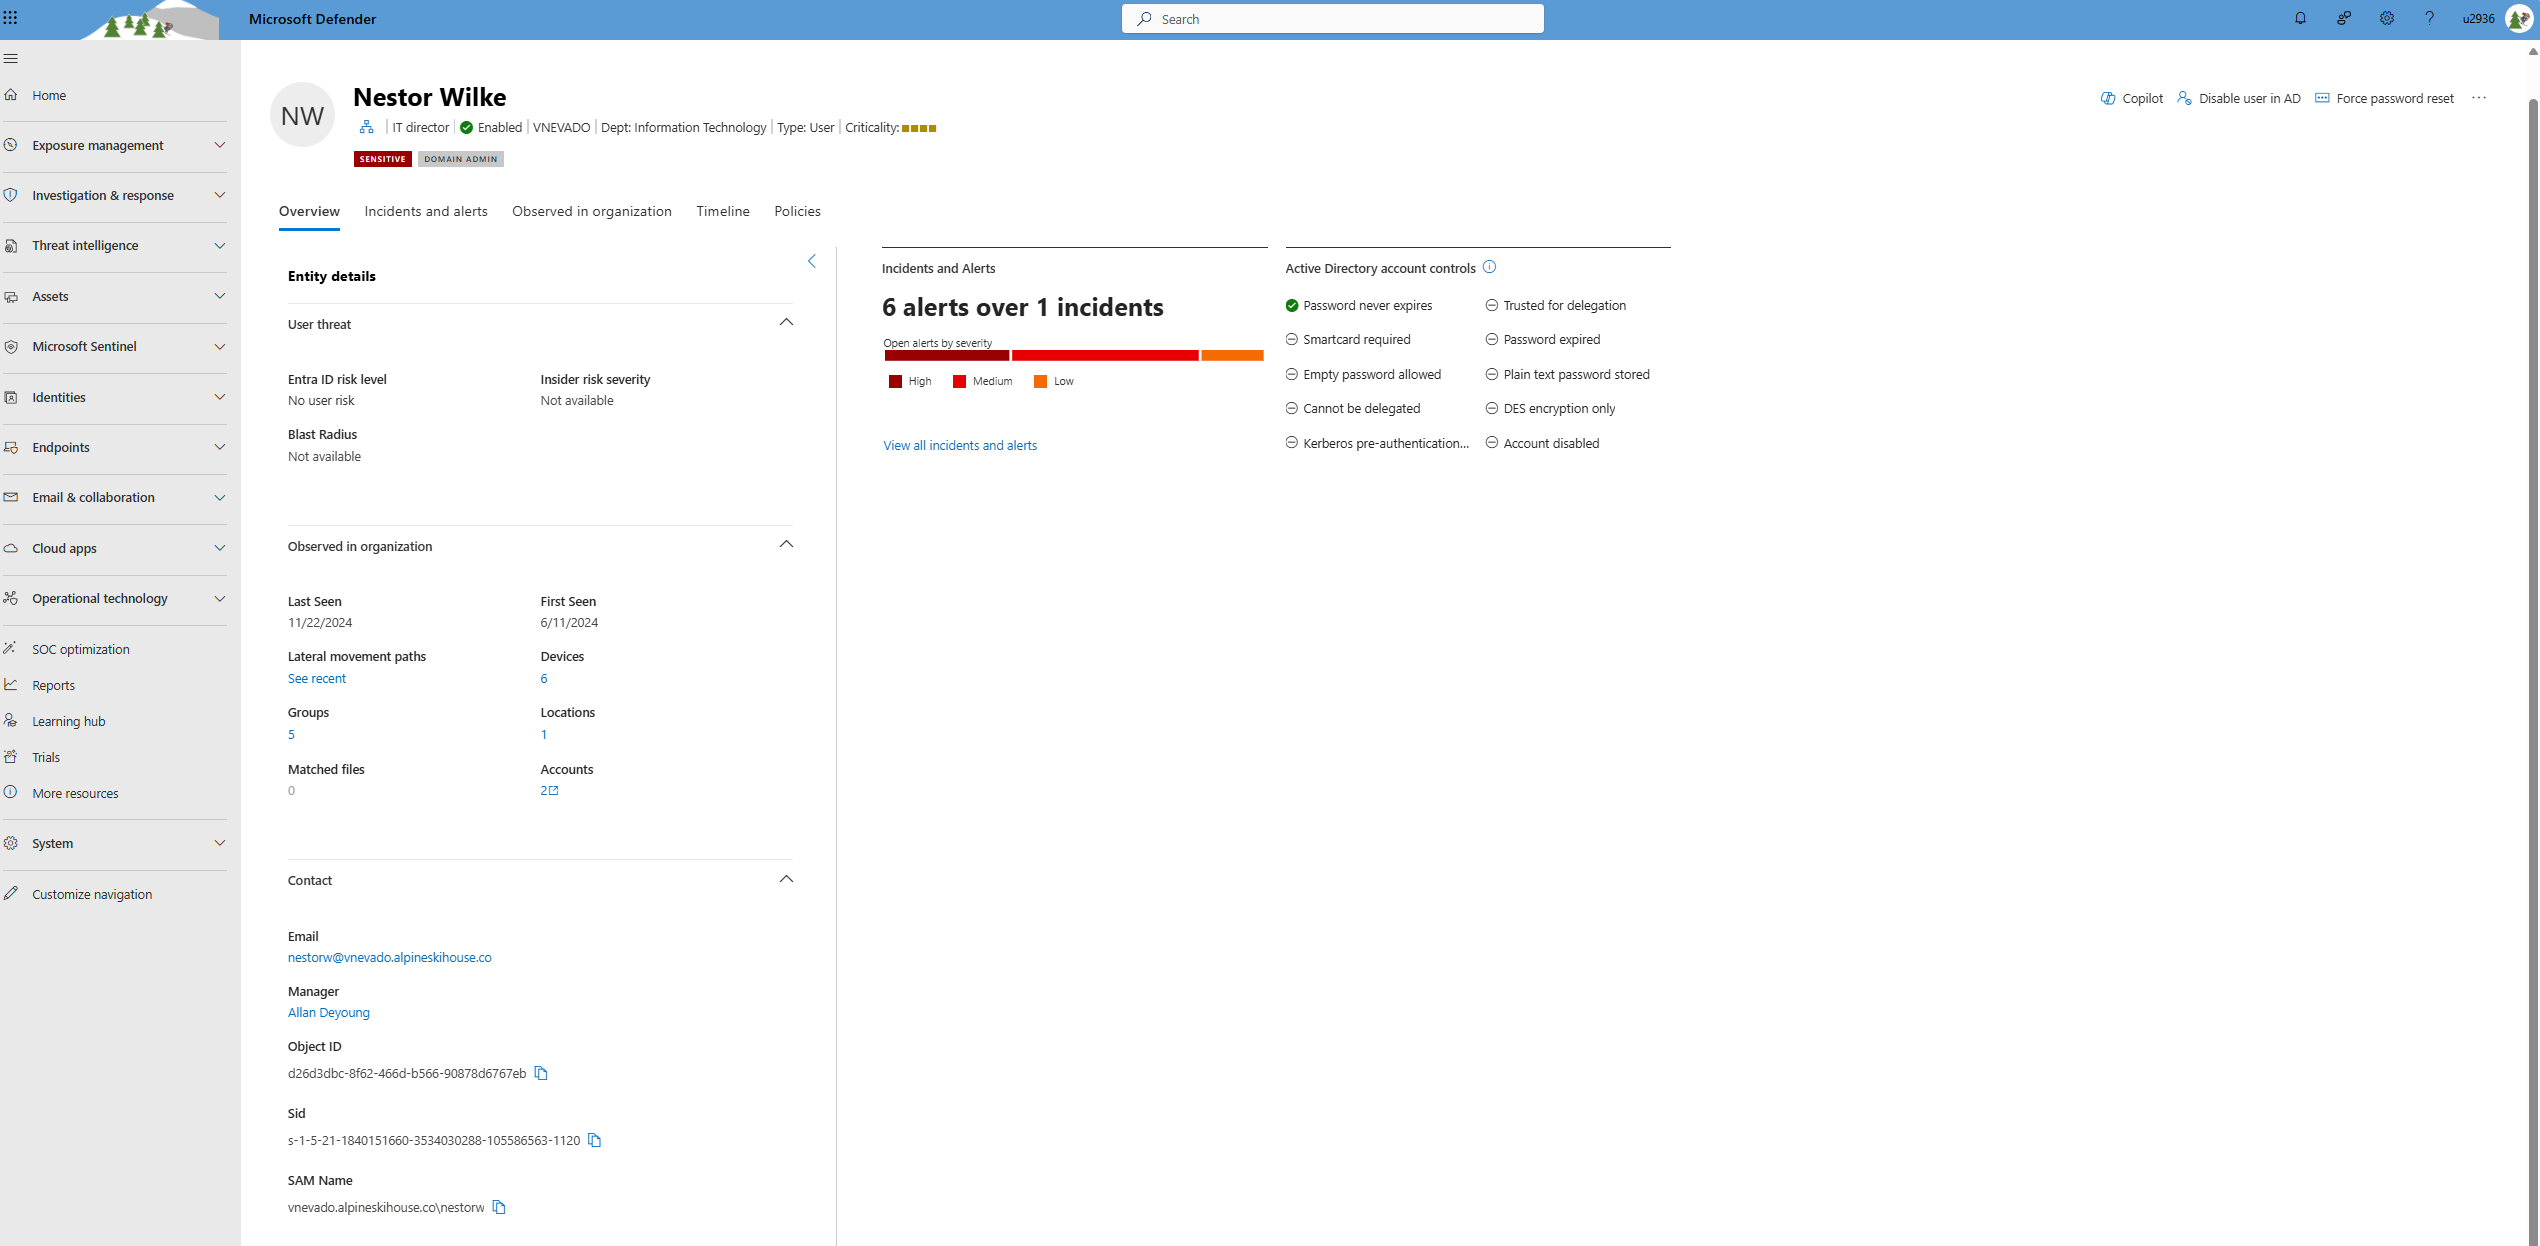 Microsoft Defender
Search
u2936
Home
Exposure management
Investigation & response
Threat intelligence
Assets
Microsoft Sentinel
Identities
Endpoints
Email & collaboration
Cloud apps
Operational technology
SOC optimization
Reports
Learning hub
Trials
More resources
System
Customize navigation
NW
Nestor Wilke
IT director | Enabled | VNEVADO | Dept: Information Technology | Type: User | Criticality:
SENSITIVE DOMAIN ADMIN
Copilot Disable user in AD Force password reset ...
Overview Incidents and alerts Observed in organization Timeline Policies
Entity details
User threat
Entra ID risk level Insider risk severity
No user risk Not available
Blast Radius
Not available
Observed in organization
Last Seen First Seen
11/22/2024 6/11/2024
Lateral movement paths Devices
See recent 6
Groups Locations
5 1
Matched files Accounts
0 2
Contact
Email
nestorw@vnevado.alpineskihouse.co
Manager
Allan Deyoung
Object ID
d26d3dbc-8f62-466d-b566-90878d6767eb
Sid
s-1-5-21-1840151660-3534030288-105586563-1120
SAM Name
vnevado.alpineskihouse.co\nestorw
Incidents and Alerts
6 alerts over 1 incidents
Open alerts by severity
High Medium Low
View all incidents and alerts
Active Directory account controls
Password never expires Trusted for delegation
Smartcard required Password expired
Empty password allowed Plain text password stored
Cannot be delegated DES encryption only
Kerberos pre-authentication... Account disabled